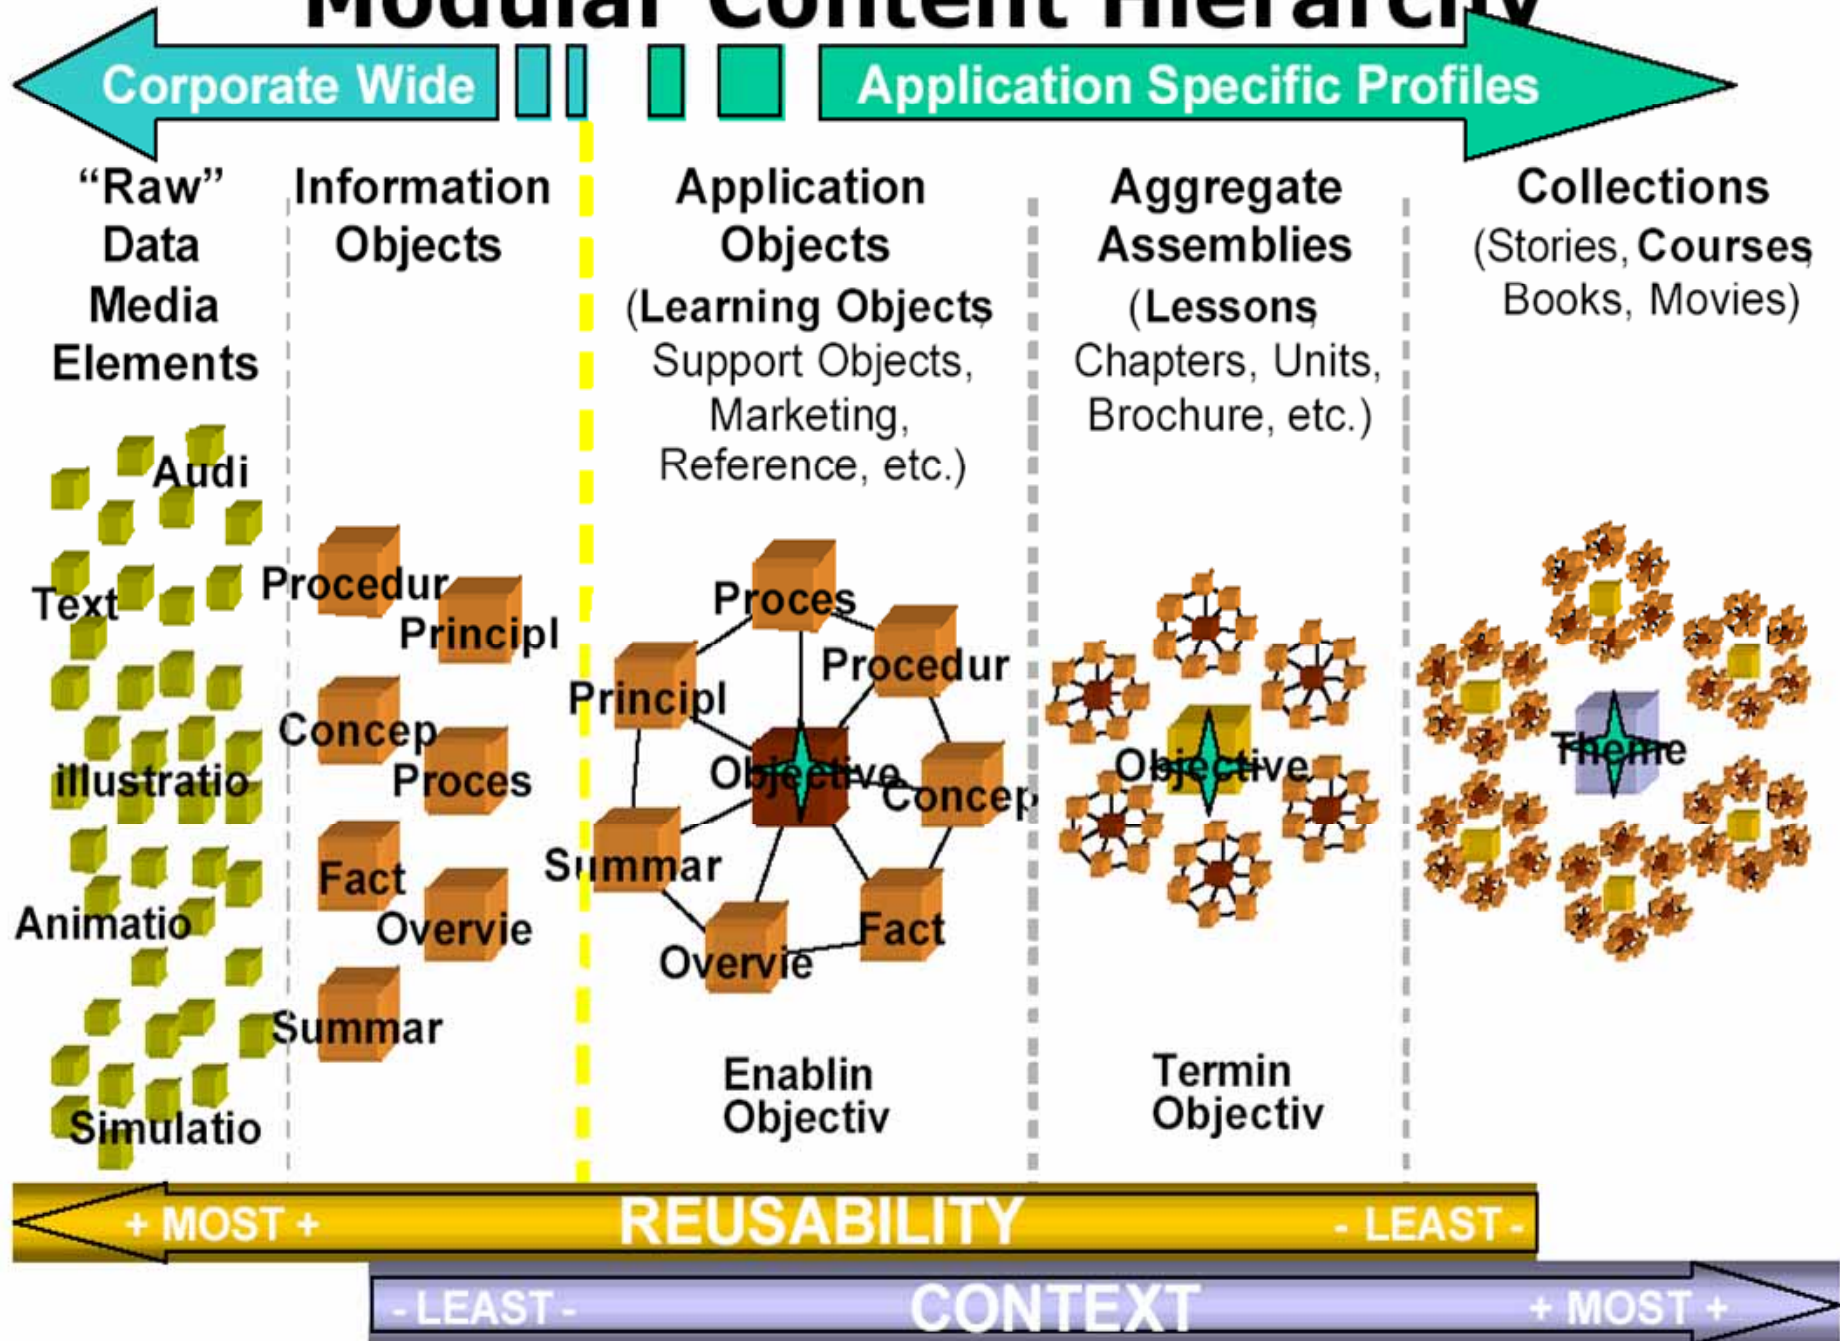 Modular Content Hierarchy
Corporate Wide
Application Specific Profiles
“Raw”
Data
Media
Elements
Information
Objects
Application
Objects
(Learning Objects,
Support Objects,
Marketing,
Reference, etc.)
Aggregate
Assemblies
(Lessons,
Chapters, Units,
Brochure, etc.)
Collections
(Stories, Courses,
Books, Movies)
Audi
Text
illustratio
Animatio
Simulatio
Procedur
Principl
Concep
Proces
Fact
Overvie
Summar
Proces
Procedur
Principl
Objective
Concep
Summar
Fact
Overvie
Enablin
Objectiv
Objective
Termin
Objectiv
Theme
+ MOST +
REUSABILITY
- LEAST -
- LEAST -
CONTEXT
+ MOST +